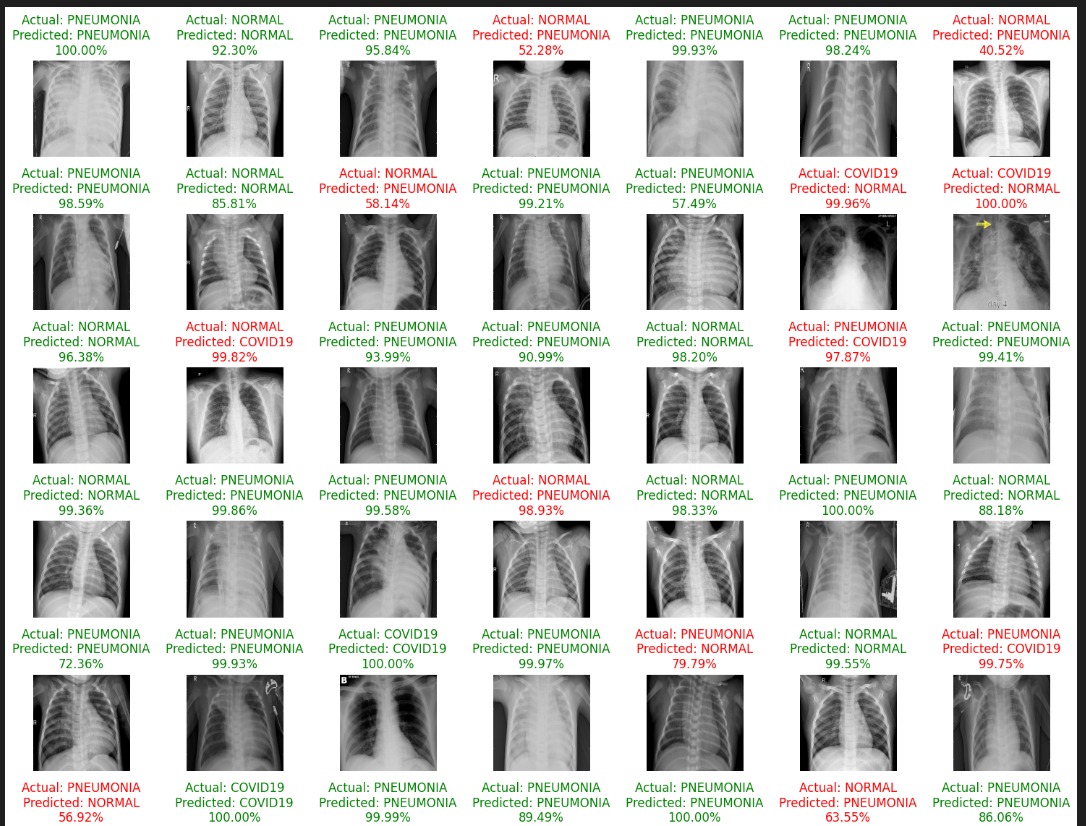 Actual: PNEUMONIA Actual: NORMAL Actual: PNEUMONIA Actual: NORMAL Actual: PNEUMONIA Actual: PNEUMONIA Actual: NORMAL
Predicted: PNEUMONIA Predicted: NORMAL Predicted: PNEUMONIA Predicted: PNEUMONIA Predicted: PNEUMONIA Predicted: PNEUMONIA Predicted: PNEUMONIA
100.00% 92.30% 95.84% 52.28% 99.93% 98.24% 40.52%
R
Actual: PNEUMONIA Actual: NORMAL Actual: NORMAL Actual: PNEUMONIA Actual: PNEUMONIA Actual: COVID19 Actual: COVID19
Predicted: PNEUMONIA Predicted: NORMAL Predicted: PNEUMONIA Predicted: PNEUMONIA Predicted: PNEUMONIA Predicted: NORMAL Predicted: NORMAL
98.59% 85.81% 58.14% 99.21% 57.49% 99.96% 100.00%
L
day 4
Actual: NORMAL Actual: NORMAL Actual: PNEUMONIA Actual: PNEUMONIA Actual: NORMAL Actual: PNEUMONIA Actual: PNEUMONIA
Predicted: NORMAL Predicted: COVID19 Predicted: PNEUMONIA Predicted: PNEUMONIA Predicted: NORMAL Predicted: COVID19 Predicted: PNEUMONIA
96.38% 99.82% 93.99% 90.99% 98.20% 97.87% 99.41%
Actual: NORMAL Actual: PNEUMONIA Actual: PNEUMONIA Actual: NORMAL Actual: NORMAL Actual: PNEUMONIA Actual: NORMAL
Predicted: NORMAL Predicted: PNEUMONIA Predicted: PNEUMONIA Predicted: PNEUMONIA Predicted: NORMAL Predicted: PNEUMONIA Predicted: NORMAL
99.36% 99.86% 99.58% 98.93% 98.33% 100.00% 88.18%
Actual: PNEUMONIA Actual: PNEUMONIA Actual: COVID19 Actual: PNEUMONIA Actual: PNEUMONIA Actual: NORMAL Actual: PNEUMONIA
Predicted: PNEUMONIA Predicted: PNEUMONIA Predicted: COVID19 Predicted: PNEUMONIA Predicted: NORMAL Predicted: NORMAL Predicted: COVID19
72.36% 99.93% 100.00% 99.97% 79.79% 99.55% 99.75%
Actual: PNEUMONIA Actual: COVID19 Actual: PNEUMONIA Actual: PNEUMONIA Actual: PNEUMONIA Actual: NORMAL Actual: PNEUMONIA
Predicted: NORMAL Predicted: COVID19 Predicted: PNEUMONIA Predicted: PNEUMONIA Predicted: PNEUMONIA Predicted: PNEUMONIA Predicted: PNEUMONIA
56.92% 100.00% 99.99% 89.49% 100.00% 63.55% 86.06%